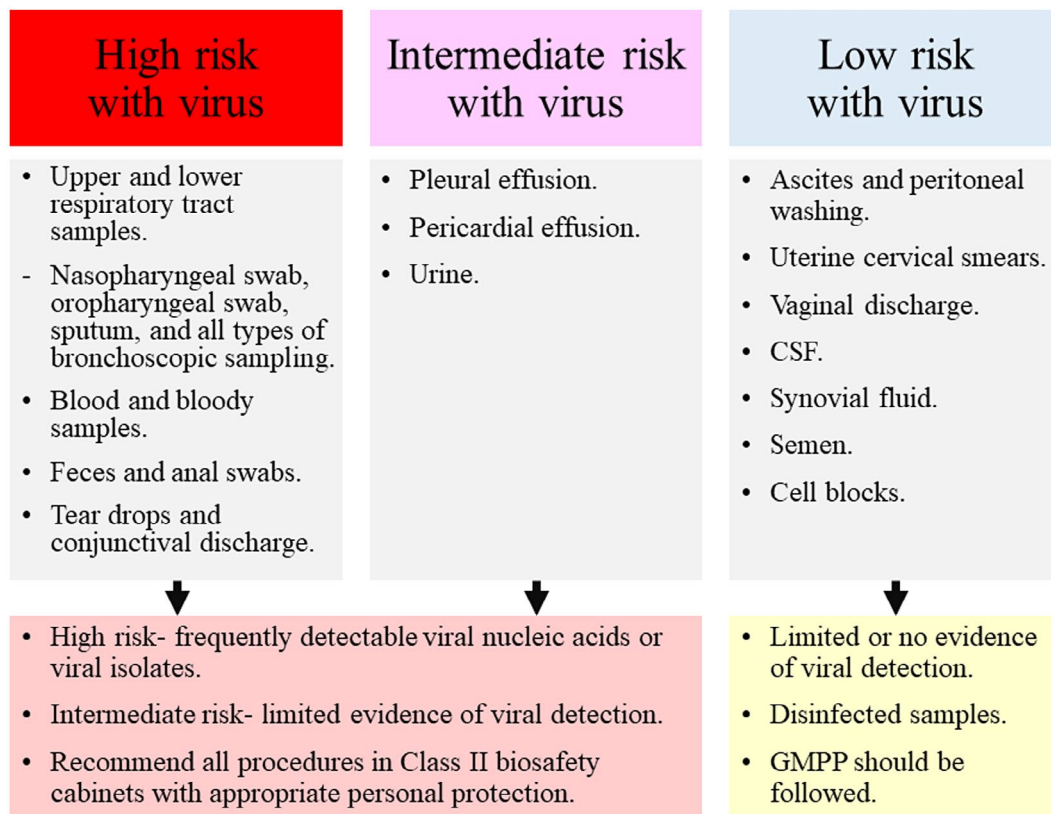 High risk
with virus
Intermediate risk
with virus
Low risk
with virus
• Upper and lower
respiratory tract
samples.
- Nasopharyngeal swab,
oropharyngeal swab,
sputum, and all types of
bronchoscopic sampling.
• Blood and bloody
samples.
• Feces and anal swabs.
• Tear drops and
conjunctival discharge.
• Pleural effusion.
• Pericardial effusion.
• Urine.
• Ascites and peritoneal
washing.
• Uterine cervical smears.
• Vaginal discharge.
• CSF.
• Synovial fluid.
• Semen.
• Cell blocks.
• High risk- frequently detectable viral nucleic acids or
viral isolates.
• Intermediate risk- limited evidence of viral detection.
• Recommend all procedures in Class II biosafety
cabinets with appropriate personal protection.
• Limited or no evidence
of viral detection.
• Disinfected samples.
• GMPP should be
followed.